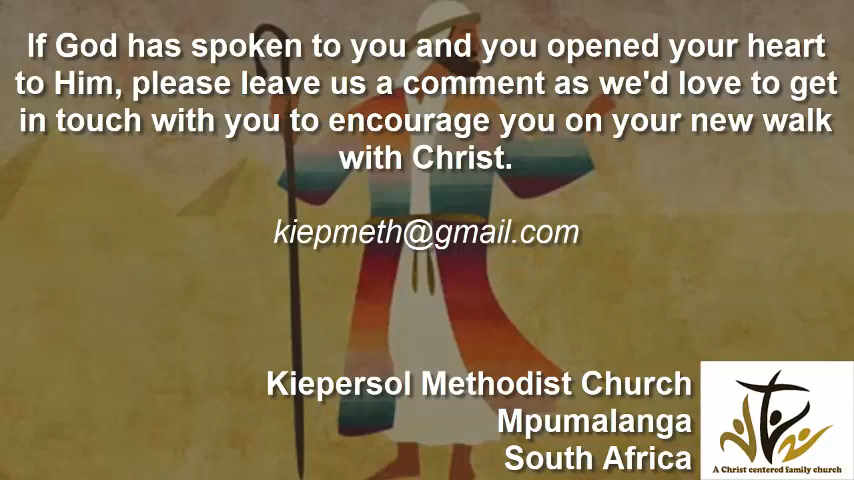 If God has spoken to you and you opened your heart
to Him, please leave us a comment as we'd love to get
in touch with you to encourage you on your new walk
with Christ.
kiepmeth@gmail.com
Kiepersol Methodist Church
Mpumalanga
South Africa
A Christ centered family church